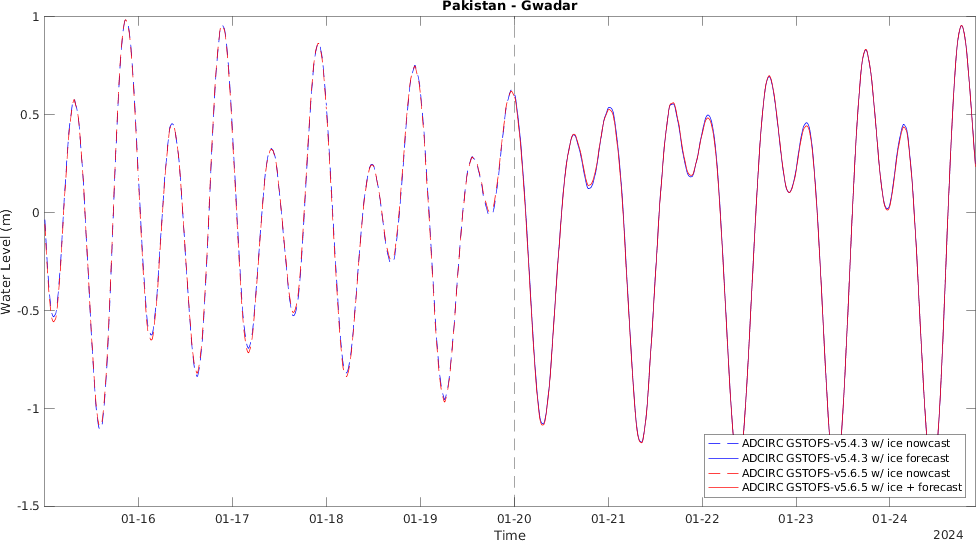 Pakistan - Gwadar
1
0.5
0
-0.5
-1
-1.5
Water Level (m)
01-16 01-17 01-18 01-19 01-20 01-21 01-22 01-23 01-24
Time
2024
ADCIRC GSTOFS-v5.4.3 w/ ice nowcast
ADCIRC GSTOFS-v5.4.3 w/ ice forecast
ADCIRC GSTOFS-v5.6.5 w/ ice nowcast
ADCIRC GSTOFS-v5.6.5 w/ ice + forecast